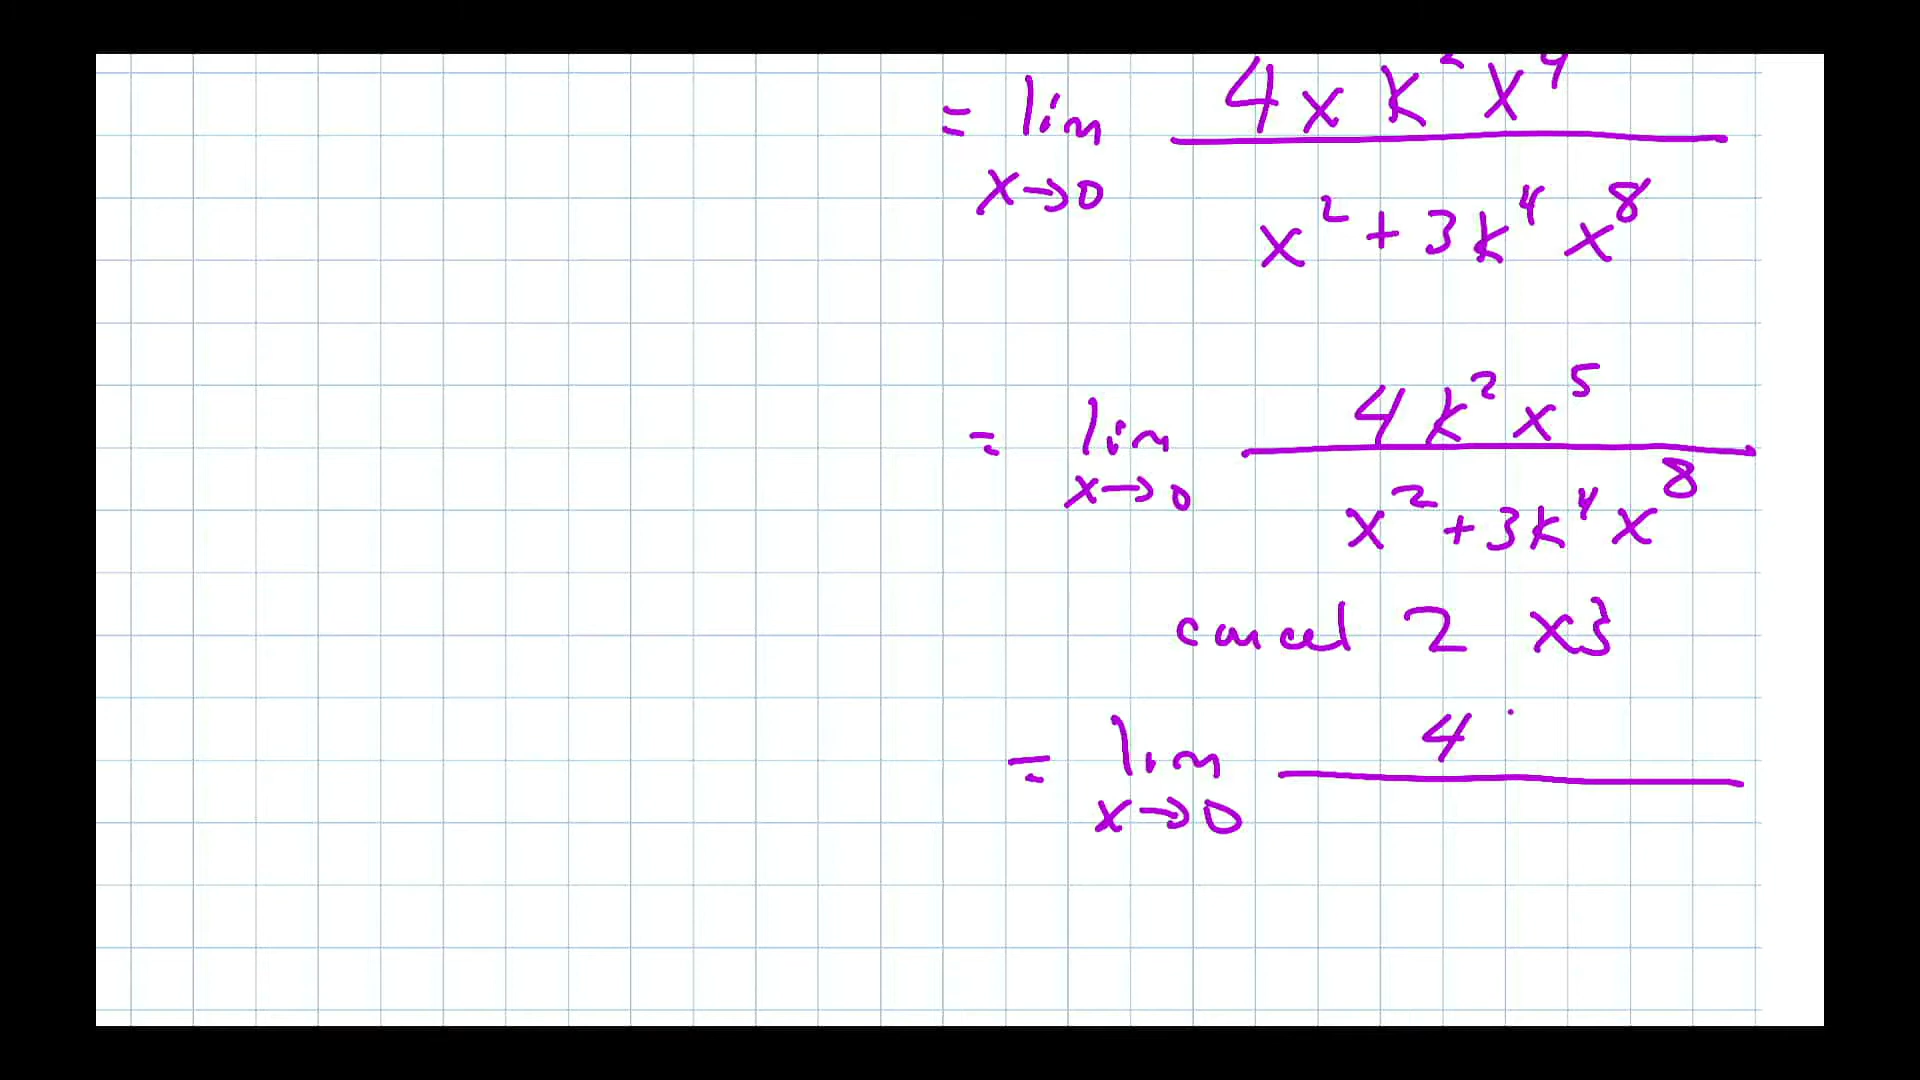 = lim 4 x k² x⁴
x→0 x² + 3k⁴ x⁸
= lim 4 k² x⁵
x→0 x² + 3k⁴ x⁸
cancel 2 x's
= lim 4
x→0